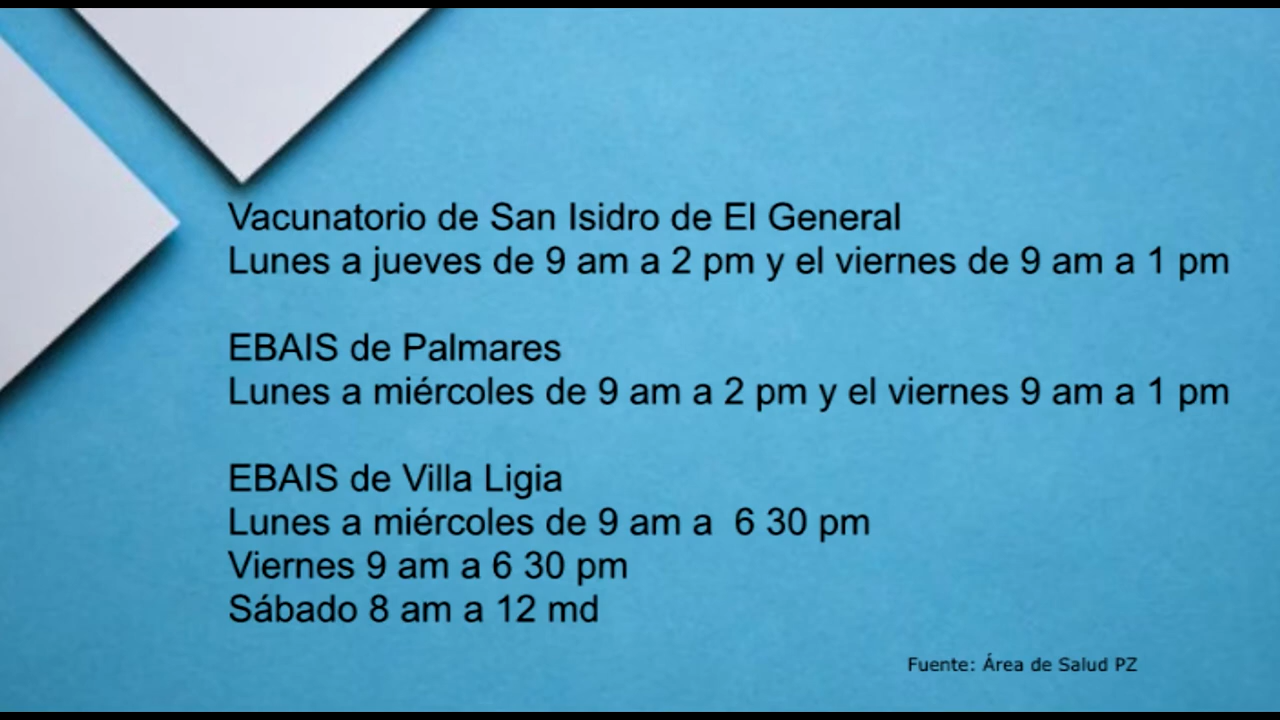 Vacunatorio de San Isidro de El General
Lunes a jueves de 9 am a 2 pm y el viernes de 9 am a 1 pm
EBAIS de Palmares
Lunes a miércoles de 9 am a 2 pm y el viernes 9 am a 1 pm
EBAIS de Villa Ligia
Lunes a miércoles de 9 am a  6 30 pm
Viernes 9 am a 6 30 pm
Sábado 8 am a 12 md
Fuente: Área de Salud PZ